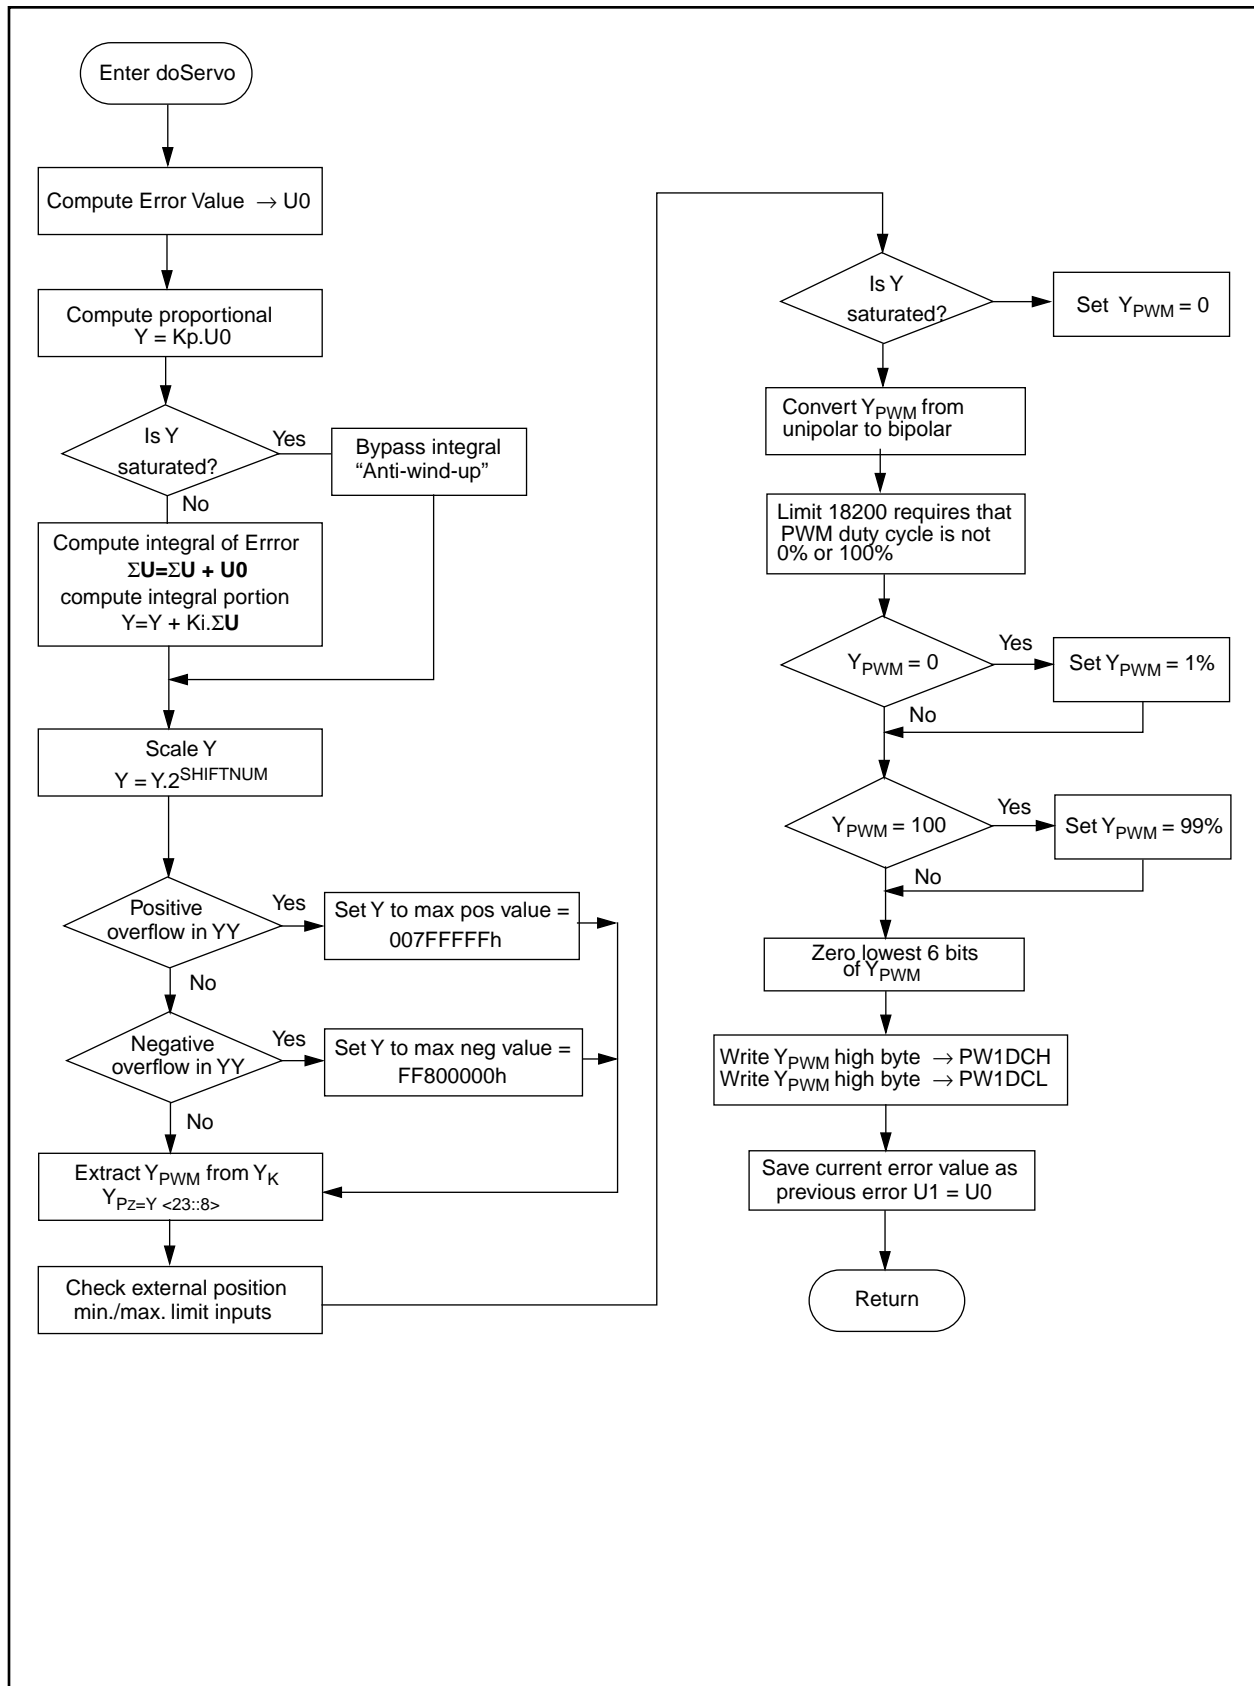 Enter doServo
Compute Error Value → U0
Compute proportional
Y = Kp.U0
Is Y
saturated?
Yes
Bypass integral
“Anti-wind-up”
No
Compute integral of Errror
ΣU=ΣU + U0
compute integral portion
Y=Y + Ki.ΣU
Scale Y
Y = Y.2SHIFTNUM
Positive
overflow in YY
Yes
Set Y to max pos value =
007FFFFFh
No
Negative
overflow in YY
Yes
Set Y to max neg value =
FF800000h
No
Extract YPWM from YK
YPZ=Y <23::8>
Check external position
min./max. limit inputs
Is Y
saturated?
Set YPWM = 0
Convert YPWM from
unipolar to bipolar
Limit 18200 requires that
PWM duty cycle is not
0% or 100%
YPWM = 0
Yes
Set YPWM = 1%
No
YPWM = 100
Yes
Set YPWM = 99%
No
Zero lowest 6 bits
of YPWM
Write YPWM high byte → PW1DCH
Write YPWM high byte → PW1DCL
Save current error value as
previous error U1 = U0
Return